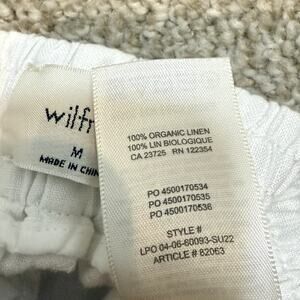 wilfr
M
MADE IN CHIN
100% ORGANIC LINEN
100% LIN BIOLOGIQUE
CA 23725 RN 122354
PO 4500170534
PO 4500170535
PO 4500170536
STYLE #
LPO 04-06-60093-SU22
ARTICLE # 82063